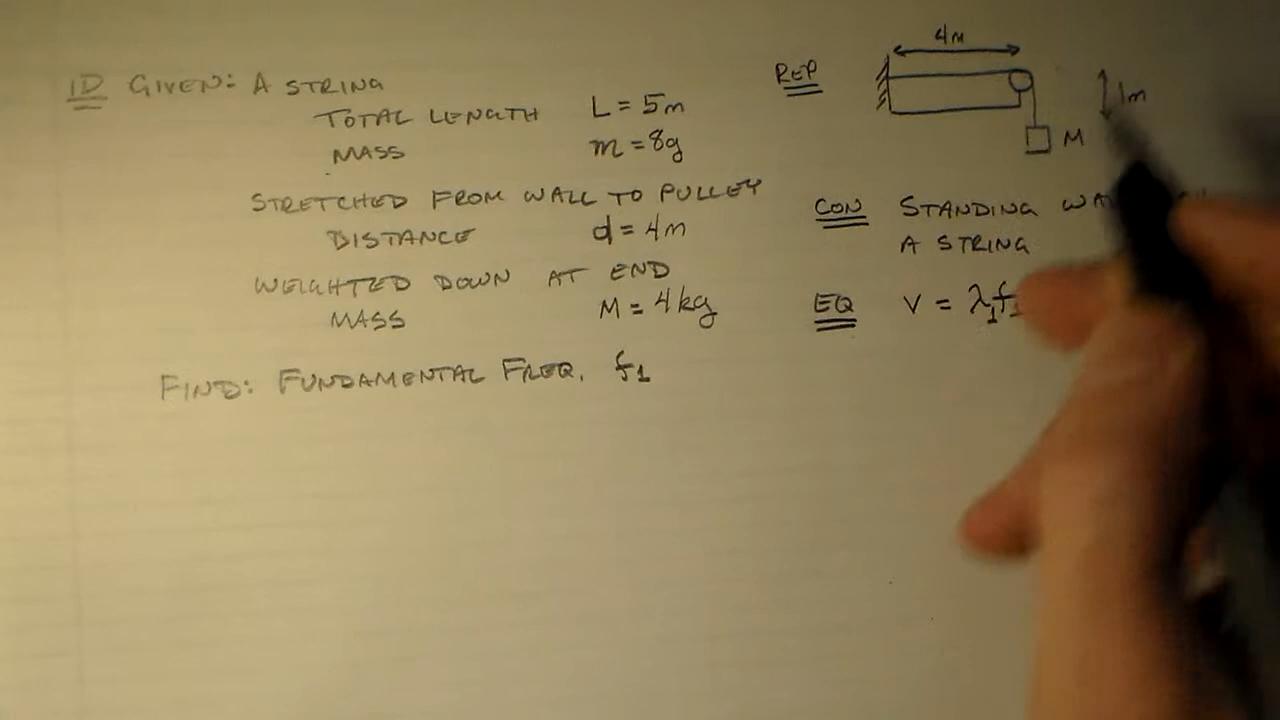 ID GIVEN: A STRING
TOTAL LENGTH L = 5m
MASS m = 8g
STRETCHED FROM WALL TO PULLEY
DISTANCE d = 4m
WEIGHTED DOWN AT END
MASS M = 4kg
FIND: FUNDAMENTAL FREQ. f1
REP
4m
1m
M
CON STANDING
A STRING
EQ V = λ1f1